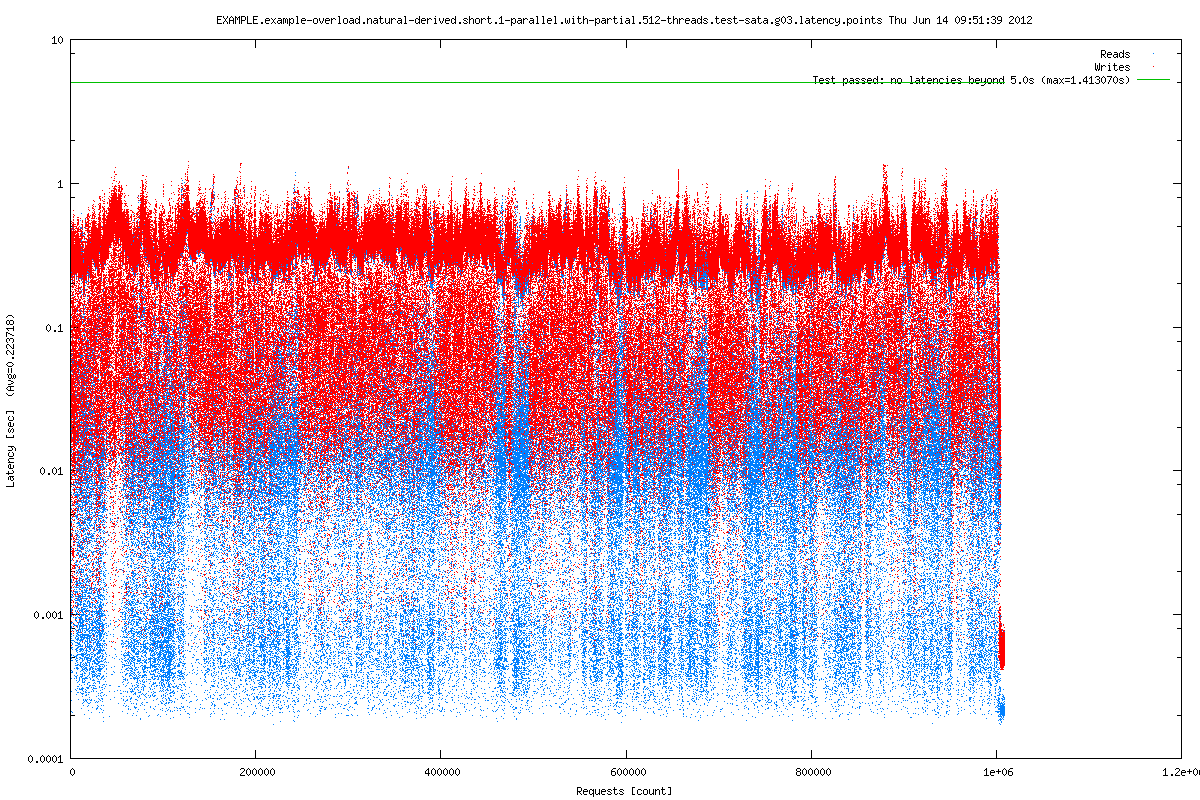 EXAMPLE.example-overload.natural-derived.short.1-parallel.with-partial.512-threads.test-sata.g03.latency.points Thu Jun 14 09:51:39 2012
10
Reads
Writes
Test passed: no latencies beyond 5.0s (max=1.413070s)
1
0.1
0.01
0.001
0.0001
Latency [sec] (Avg=0.223718)
0 200000 400000 600000 800000 1e+06 1.2e+0
Requests [count]